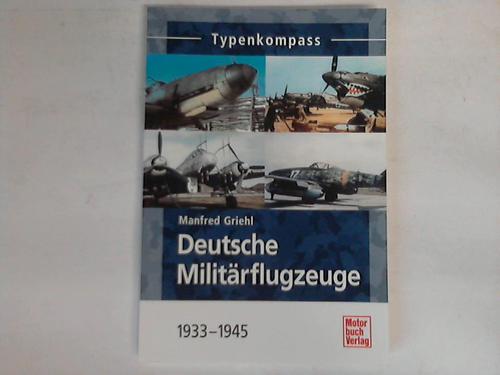 Typenkompass
Manfred Griehl
Deutsche
Militärflugzeuge
1933–1945
Motor
buch
Verlag